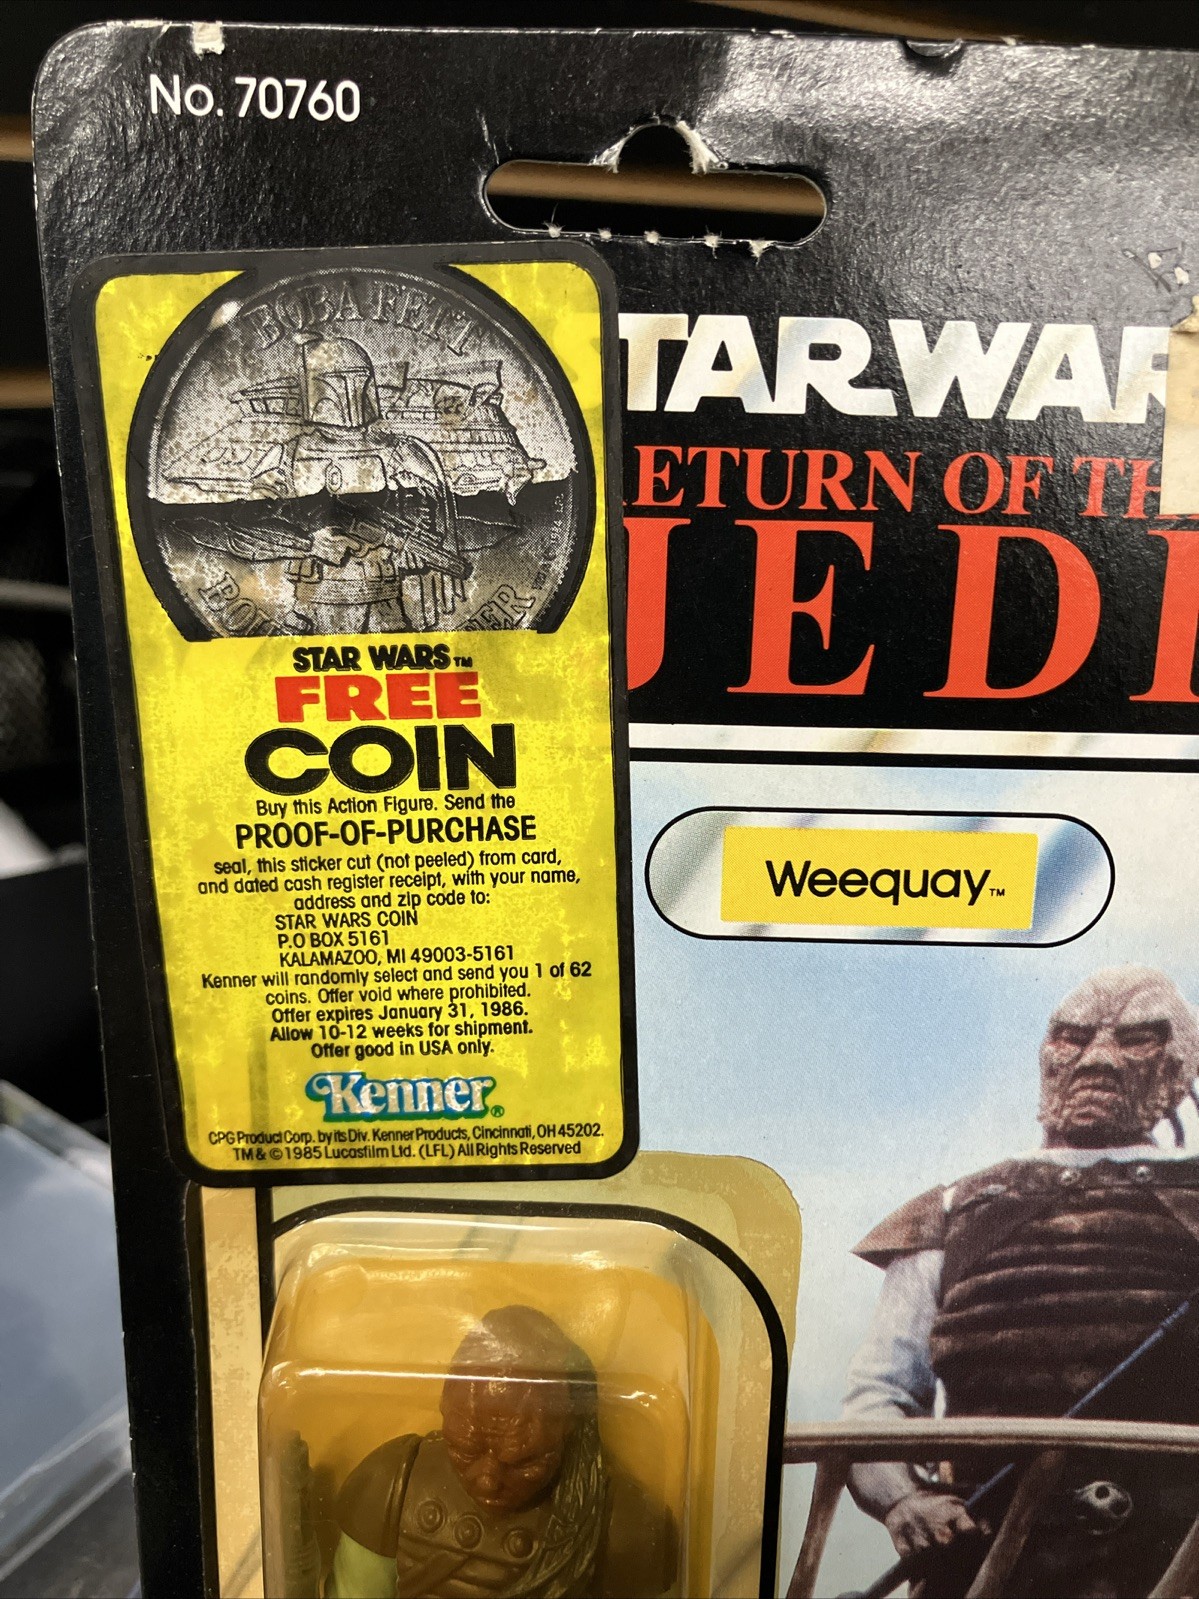 No. 70760
BOBA FETT
STAR WARS™
FREE
COIN
Buy this Action Figure. Send the
PROOF-OF-PURCHASE
seal, this sticker cut (not peeled) from card,
and dated cash register receipt, with your name,
address and zip code to:
STAR WARS COIN
P.O BOX 5161
KALAMAZOO, MI 49003-5161
Kenner will randomly select and send you 1 of 62
coins. Offer void where prohibited.
Offer expires January 31, 1986.
Allow 10-12 weeks for shipment.
Offer good in USA only.
Kenner®
CPG Product Corp. by its Div. Kenner Products, Cincinnati, OH 45202.
TM & © 1985 Lucasfilm Ltd. (LFL) All Rights Reserved
TAR WAR
ETURN OF TH
JEDI
Weequay™